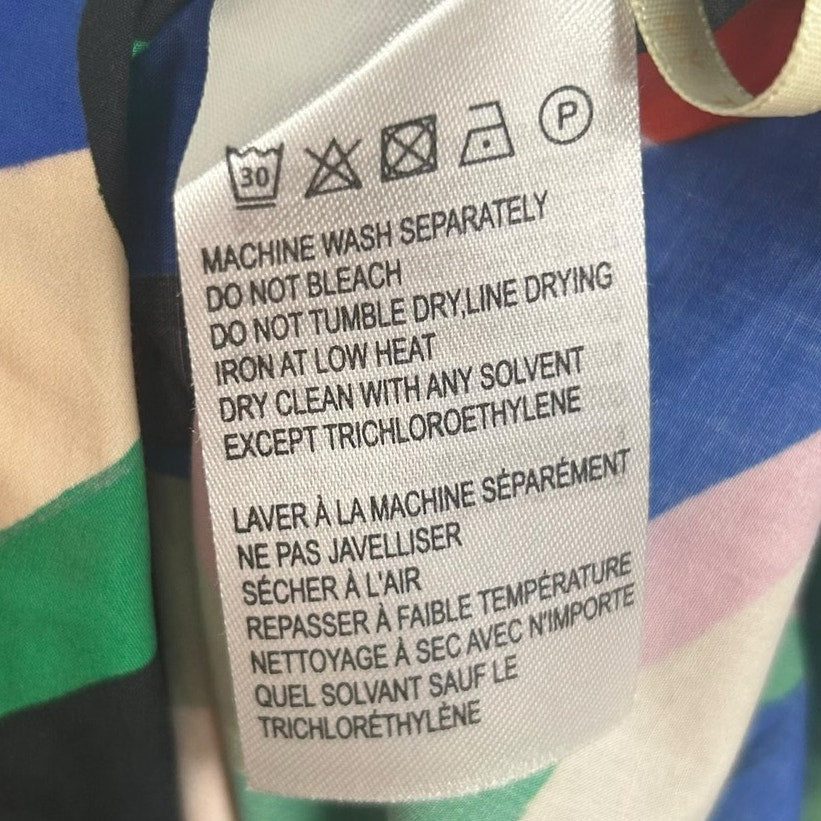 30 P
MACHINE WASH SEPARATELY
DO NOT BLEACH
DO NOT TUMBLE DRY,LINE DRYING
IRON AT LOW HEAT
DRY CLEAN WITH ANY SOLVENT
EXCEPT TRICHLOROETHYLENE
LAVER À LA MACHINE SÉPARÉMENT
NE PAS JAVELLISER
SÉCHER À L'AIR
REPASSER À FAIBLE TEMPÉRATURE
NETTOYAGE À SEC AVEC N'IMPORTE
QUEL SOLVANT SAUF LE
TRICHLORÉTHYLÈNE